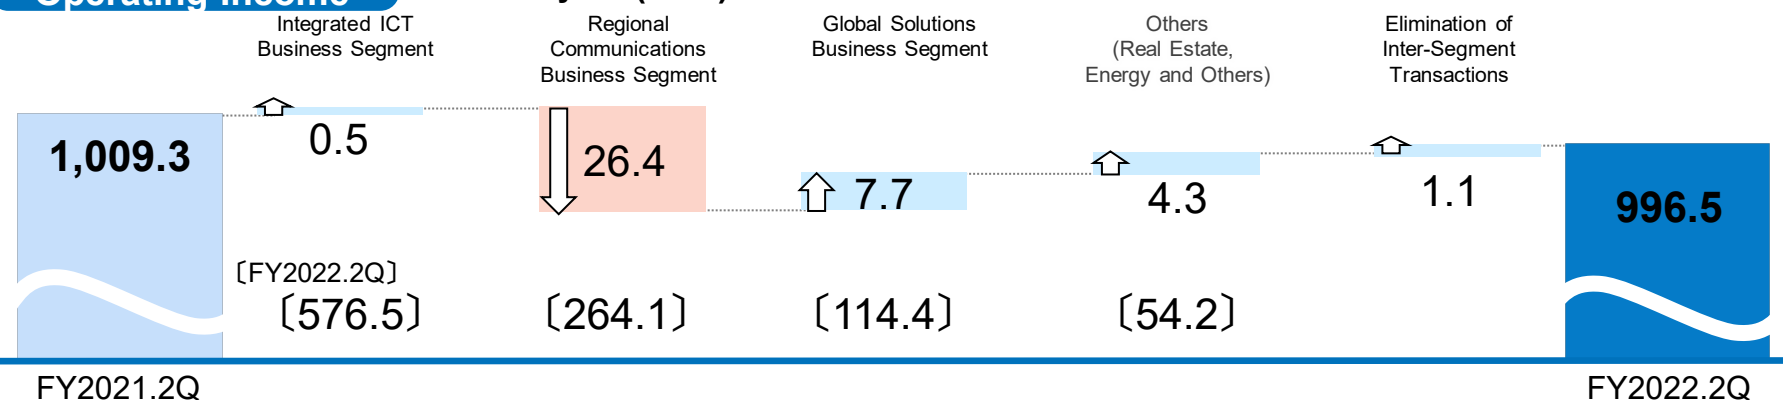 Operating Income
Integrated ICT
Business Segment
Regional
Communications
Business Segment
Global Solutions
Business Segment
Others
(Real Estate,
Energy and Others)
Elimination of
Inter-Segment
Transactions
1,009.3
0.5
26.4
7.7
4.3
1.1
996.5
〔FY2022.2Q〕
〔576.5〕
〔264.1〕
〔114.4〕
〔54.2〕
FY2021.2Q
FY2022.2Q